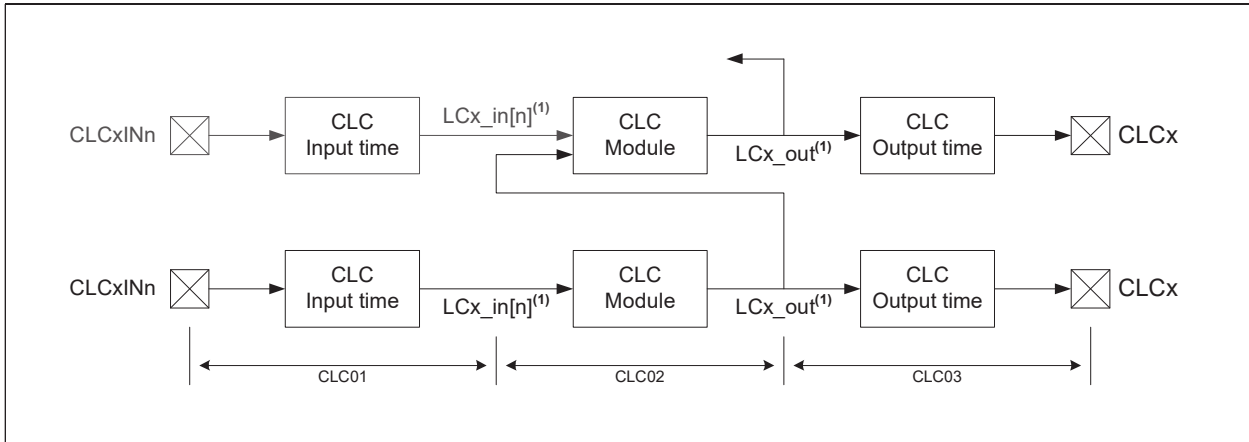 CLCxINn
CLC
Input time
LCx_in[n](1)
CLC
Module
LCx_out(1)
CLC
Output time
CLCx
CLCxINn
CLC
Input time
LCx_in[n](1)
CLC
Module
LCx_out(1)
CLC
Output time
CLCx
CLC01
CLC02
CLC03